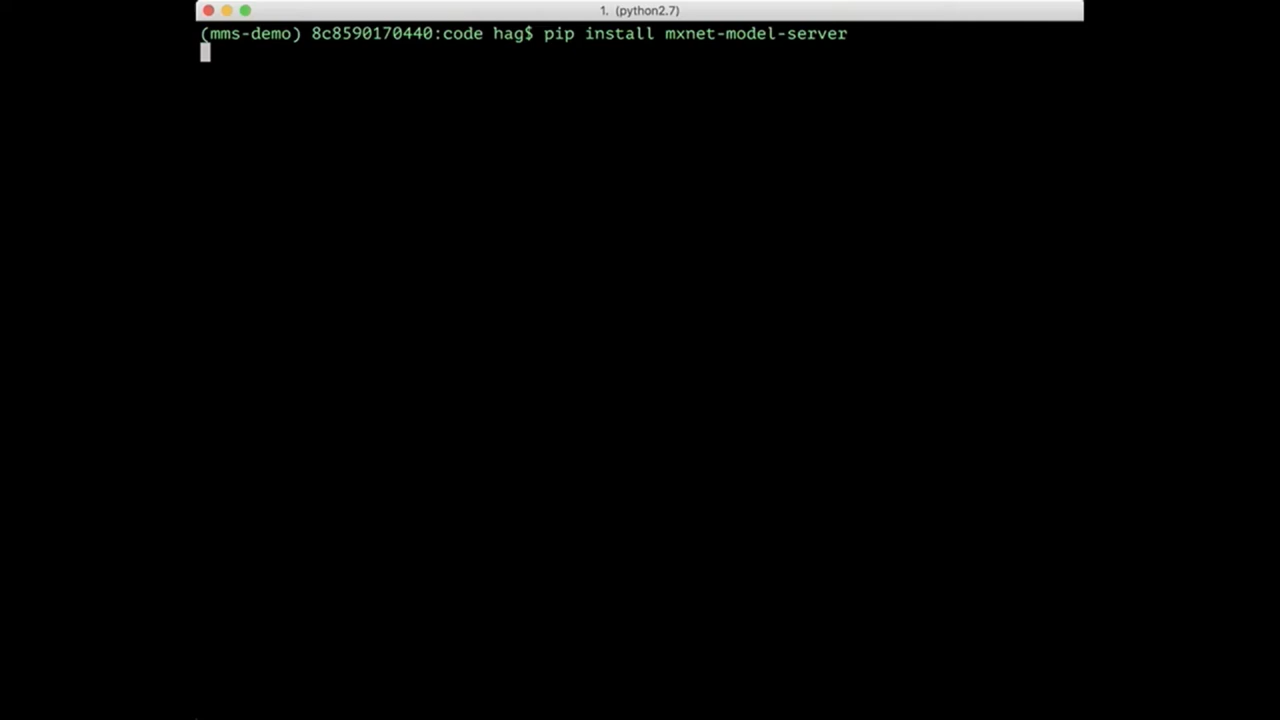 1. (python2.7)
(mms-demo) 8c8590170440:code hag$ pip install mxnet-model-server